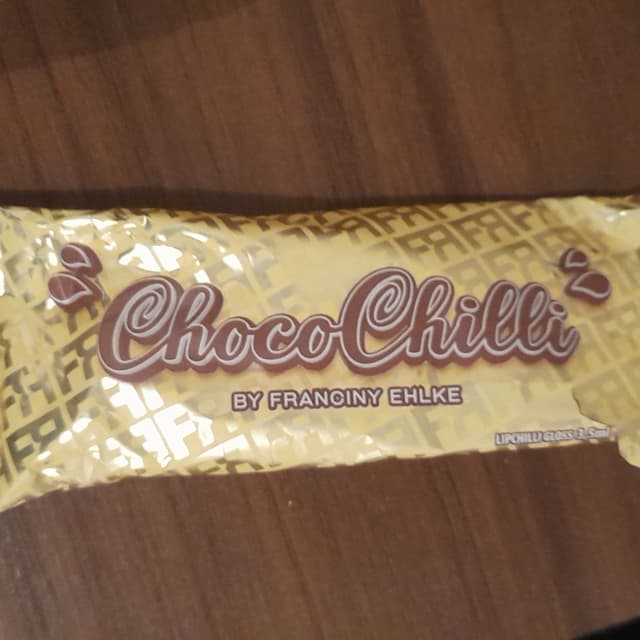 ChocoChilli
BY FRANCINY EHLKE
LIPCHILLI GLOSS 3,5ml